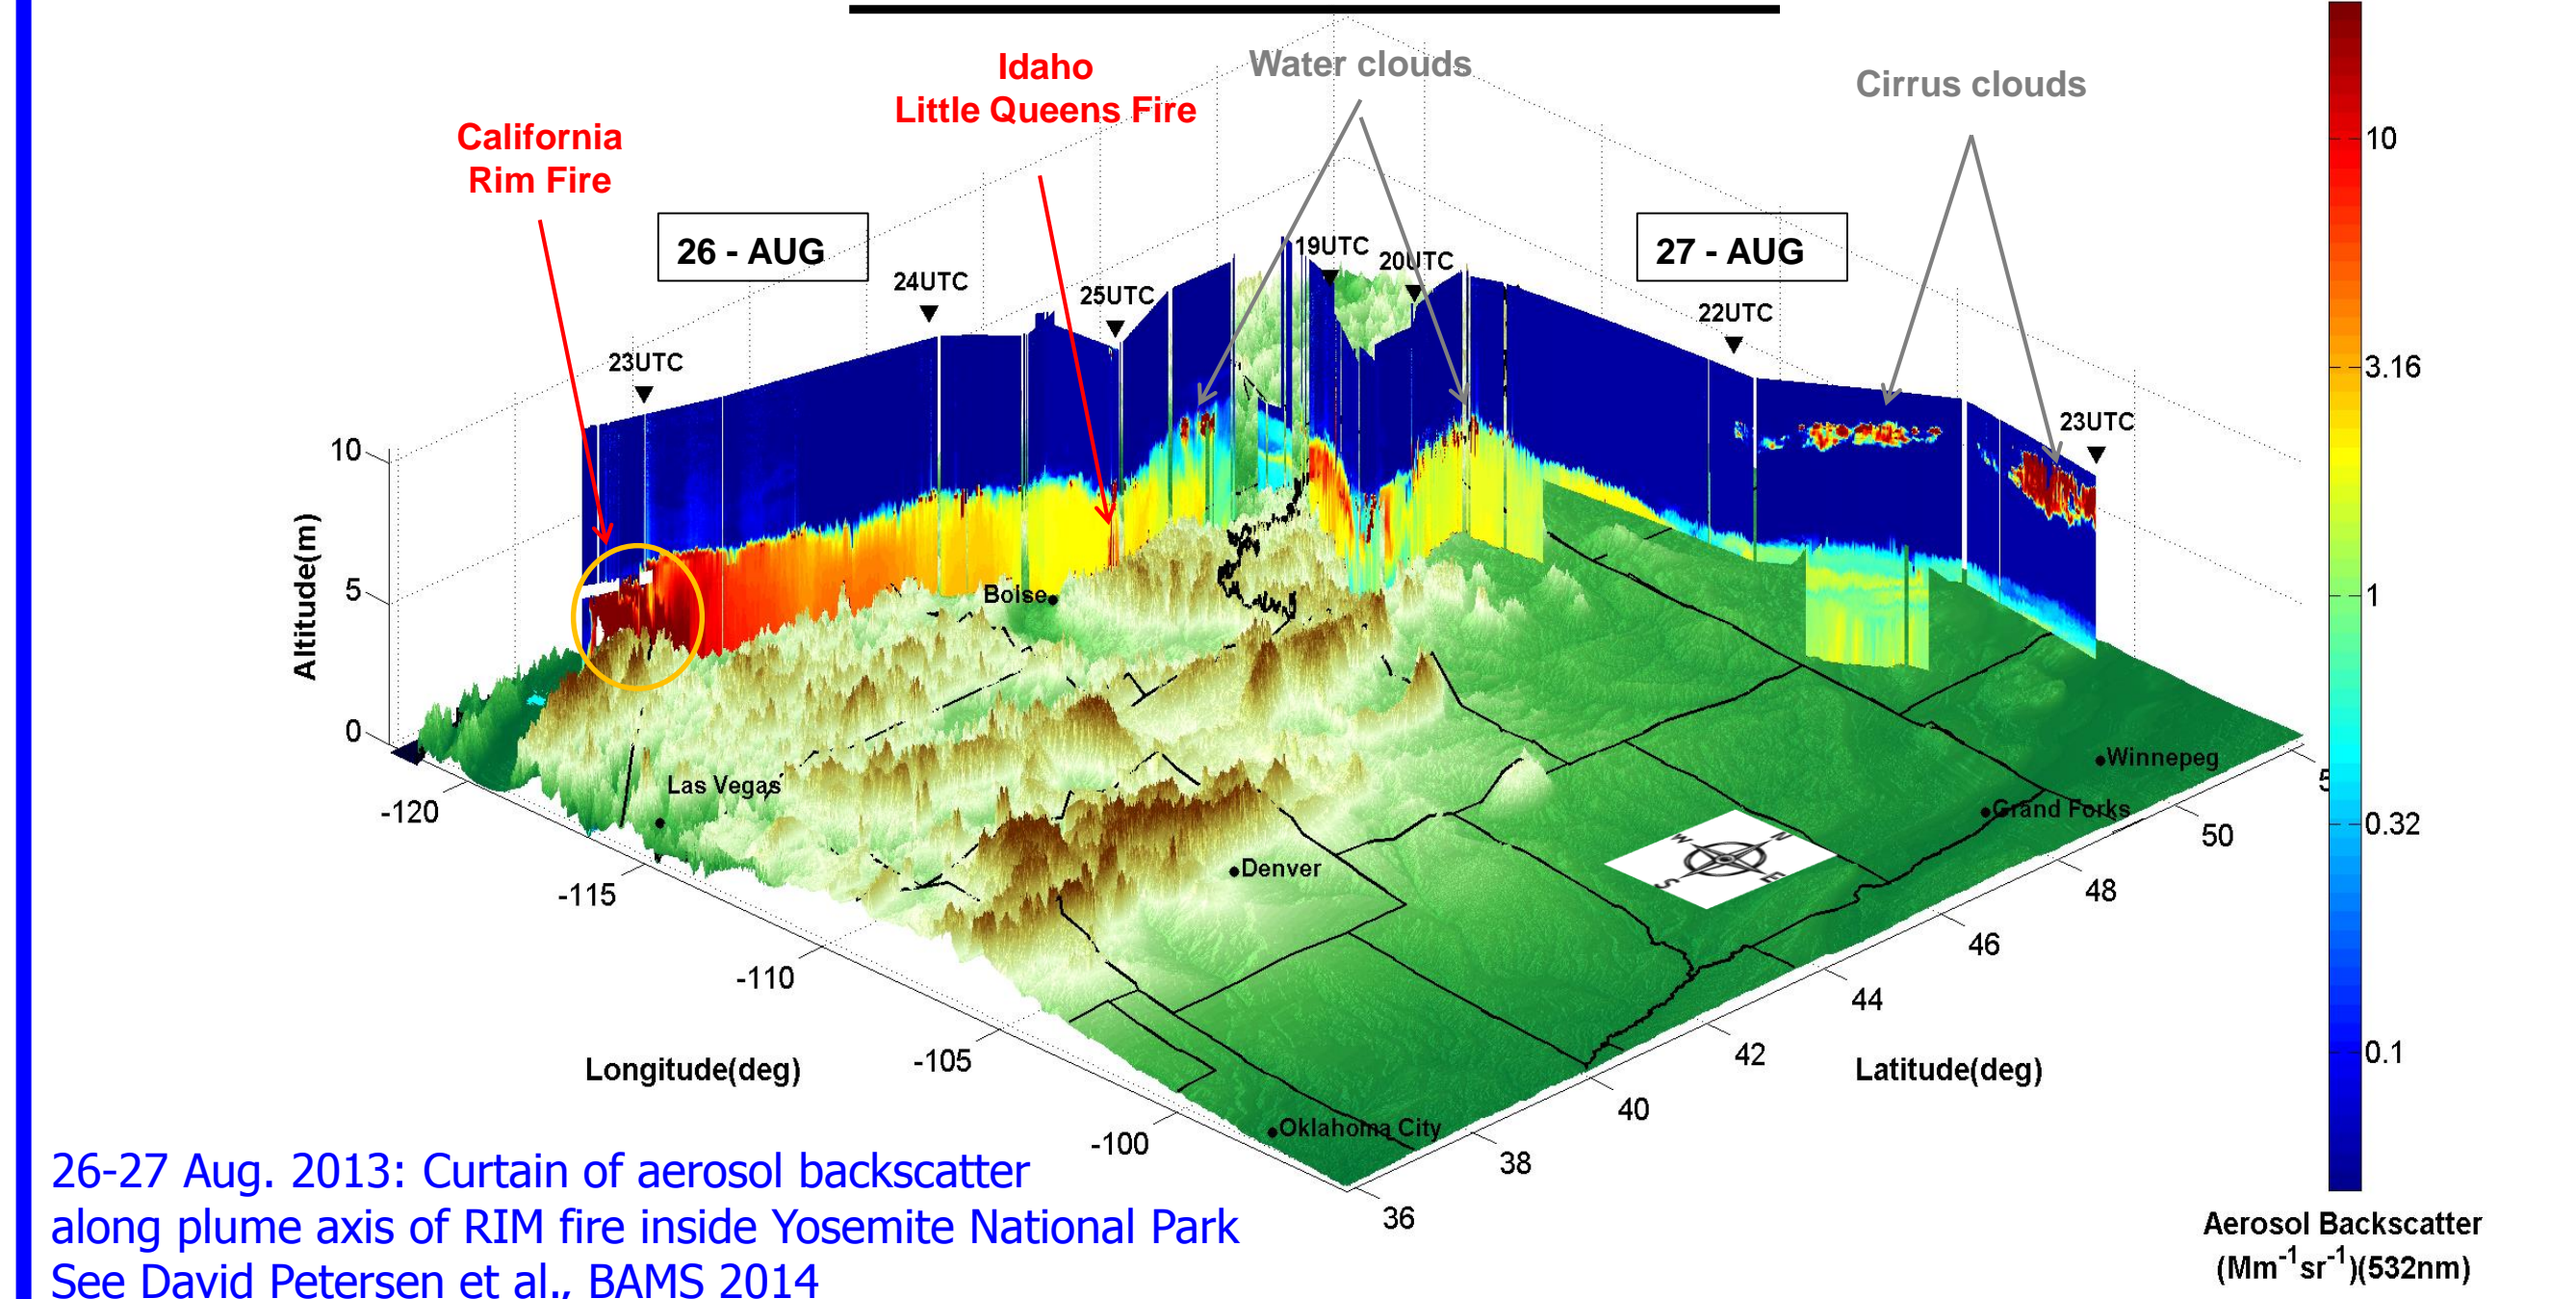 California
Rim Fire
Idaho
Little Queens Fire
Water clouds
Cirrus clouds
26 - AUG
27 - AUG
23UTC
24UTC
25UTC
19UTC
20UTC
22UTC
23UTC
10
5
0
Altitude(m)
-120
-115
-110
-105
-100
Longitude(deg)
36
38
40
42
44
46
48
50
Latitude(deg)
Boise
Las Vegas
Denver
Oklahoma City
Winnepeg
Grand Forks
N
E
S
W
10
3.16
1
0.32
0.1
Aerosol Backscatter
(Mm⁻¹sr⁻¹)(532nm)
26-27 Aug. 2013: Curtain of aerosol backscatter
along plume axis of RIM fire inside Yosemite National Park
See David Petersen et al., BAMS 2014